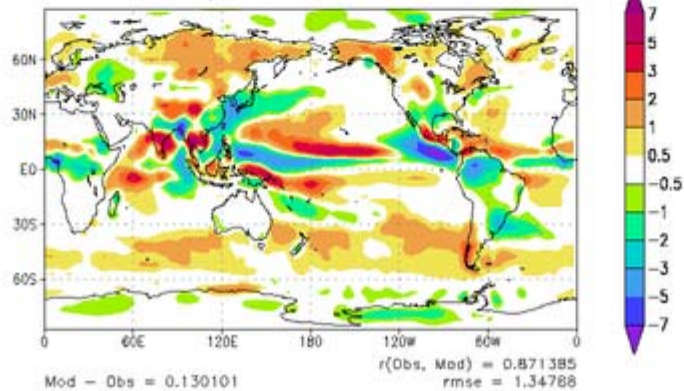 60N
30N
EQ
30S
60S
0 60E 120E 180 120W 60W 0
7
5
3
2
1
0.5
-0.5
-1
-2
-3
-5
-7
r(Obs, Mod) = 0.871385
Mod - Obs = 0.130101 rmse = 1.34788